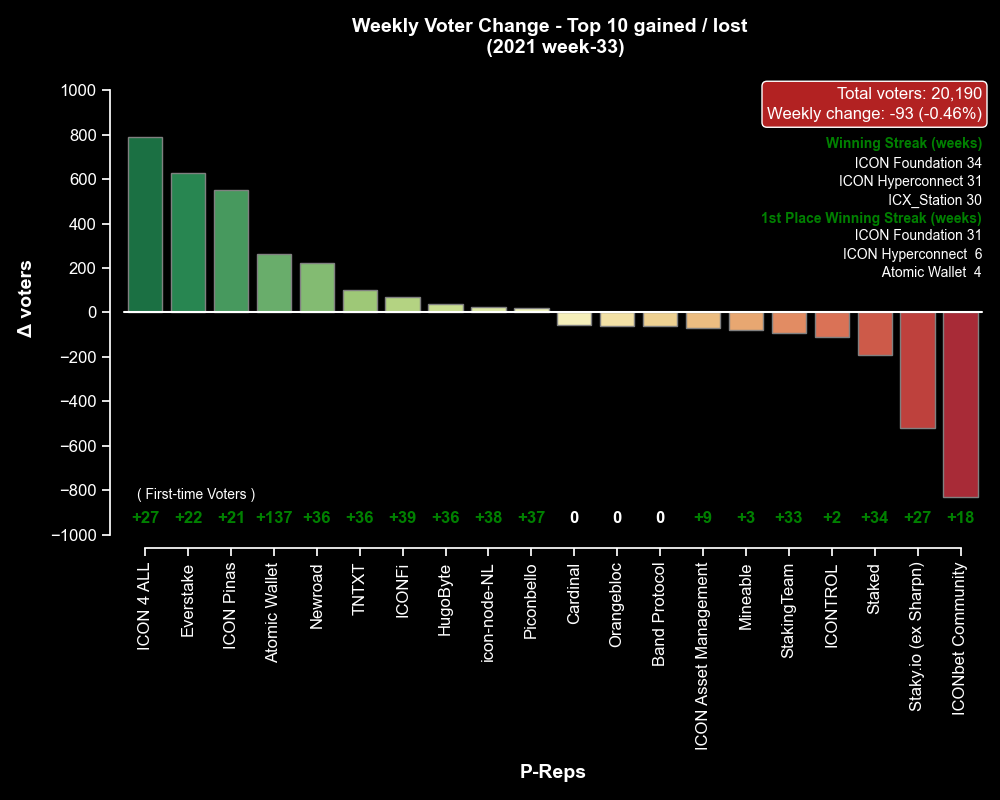 Weekly Voter Change - Top 10 gained / lost
(2021 week-33)
Total voters: 20,190
Weekly change: -93 (-0.46%)
Winning Streak (weeks)
ICON Foundation 34
ICON Hyperconnect 31
ICX_Station 30
1st Place Winning Streak (weeks)
ICON Foundation 31
ICON Hyperconnect 6
Atomic Wallet 4
Δ voters
1000
800
600
400
200
0
−200
−400
−600
−800
−1000
( First-time Voters )
+27 +22 +21 +137 +36 +36 +39 +36 +38 +37 0 0 0 +9 +3 +33 +2 +34 +27 +18
ICON 4 ALL
Everstake
ICON Pinas
Atomic Wallet
Newroad
TNTXT
ICONFi
HugoByte
icon-node-NL
Piconbello
Cardinal
Orangebloc
Band Protocol
ICON Asset Management
Mineable
StakingTeam
ICONTROL
Staked
Staky.io (ex Sharpn)
ICONbet Community
P-Reps